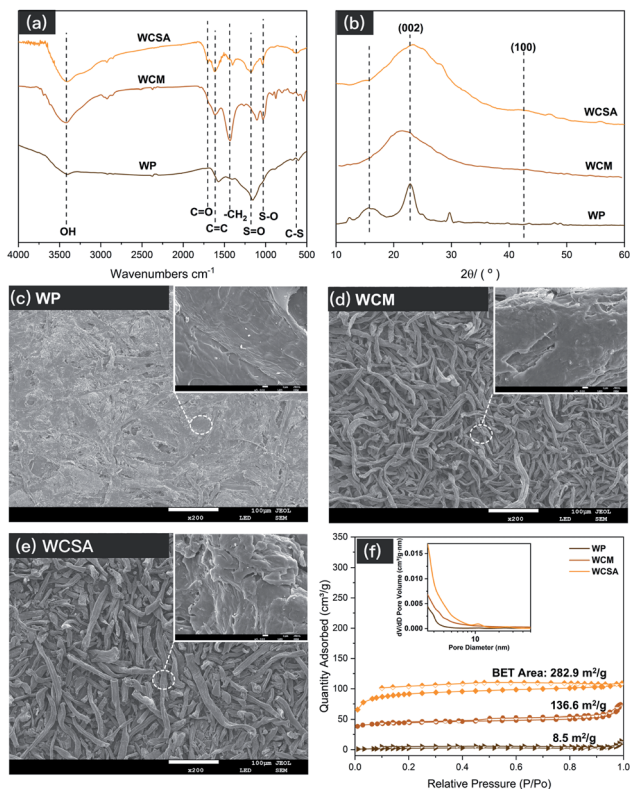 (a)
WCSA
WCM
WP
OH
C=O
C=C
-CH₂
S=O
S-O
C-S
4000 3500 3000 2500 2000 1500 1000 500
Wavenumbers cm⁻¹
(b)
(002)
(100)
WCSA
WCM
WP
10 20 30 40 50 60
2θ/ ( ° )
(c) WP
100μm JEOL
x200 LED SEM
(d) WCM
100μm JEOL
x200 LED SEM
(e) WCSA
100μm JEOL
x200 LED SEM
(f)
WP
WCM
WCSA
350
300
250
200
150
100
50
0
Quantity Adsorbed (cm³/g)
0.015
0.010
0.005
0.000
dV/dD Pore Volume (cm³/g·nm)
10
Pore Diameter (nm)
BET Area: 282.9 m²/g
136.6 m²/g
8.5 m²/g
0.0 0.2 0.4 0.6 0.8 1.0
Relative Pressure (P/Po)